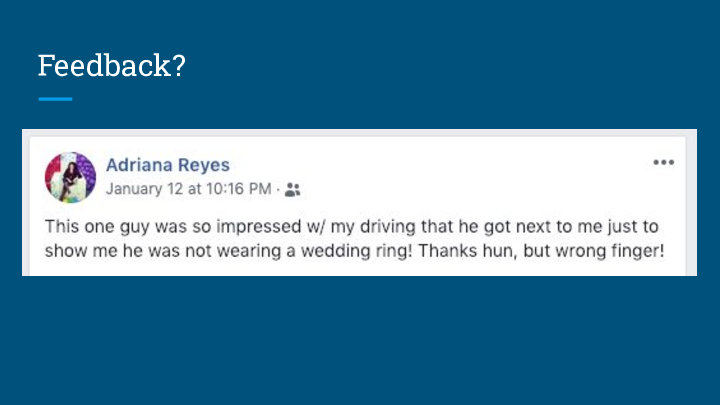 Feedback?
Adriana Reyes
January 12 at 10:16 PM ·
This one guy was so impressed w/ my driving that he got next to me just to
show me he was not wearing a wedding ring! Thanks hun, but wrong finger!